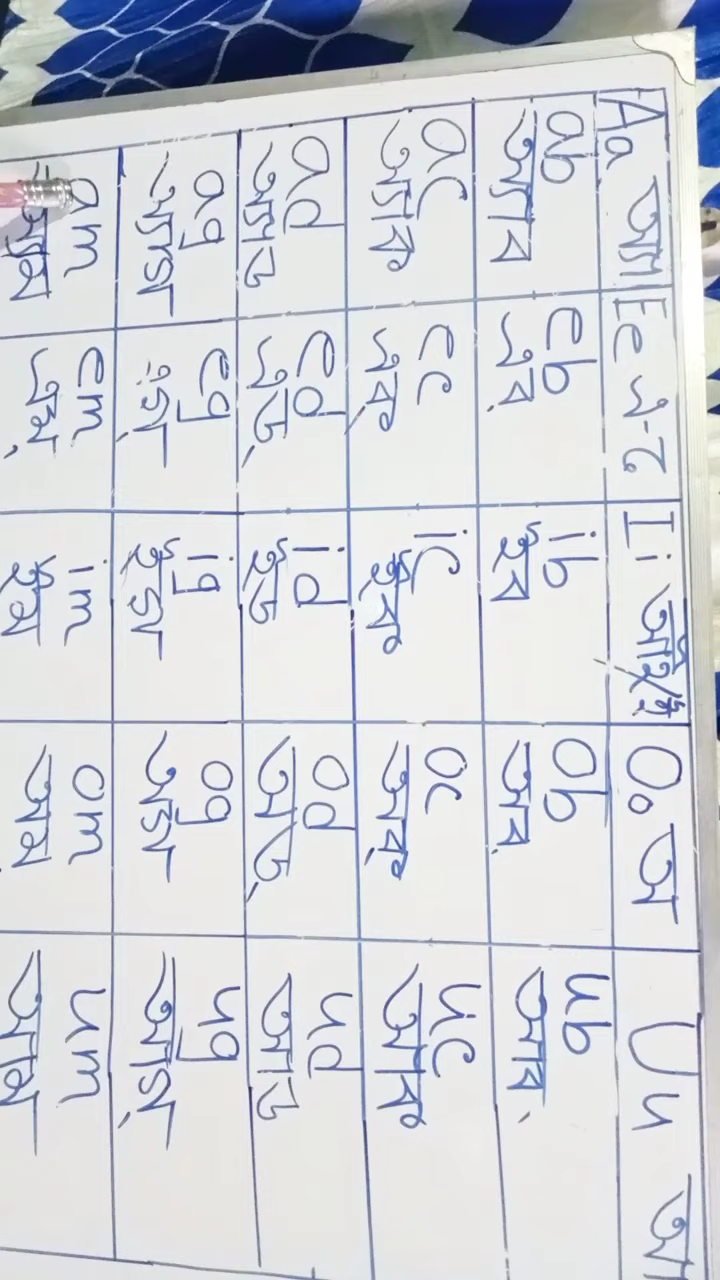 Aa অ্যা Ee এ-ে Ii আই/ই Oo অ Uu আ
ab eb ib ob ub
অ্যাব এব্ ইব অব্ আব্
ac ec ic oc uc
অ্যাক এক্ ইক অক্ আক
ad ed id od ud
অ্যাড এড্ ইড অড্ আড
ag eg ig og ug
অ্যাগ এগ্ ইগ অগ আগ্
am em im om um
অ্যাম এম্ ইম অম্ আম